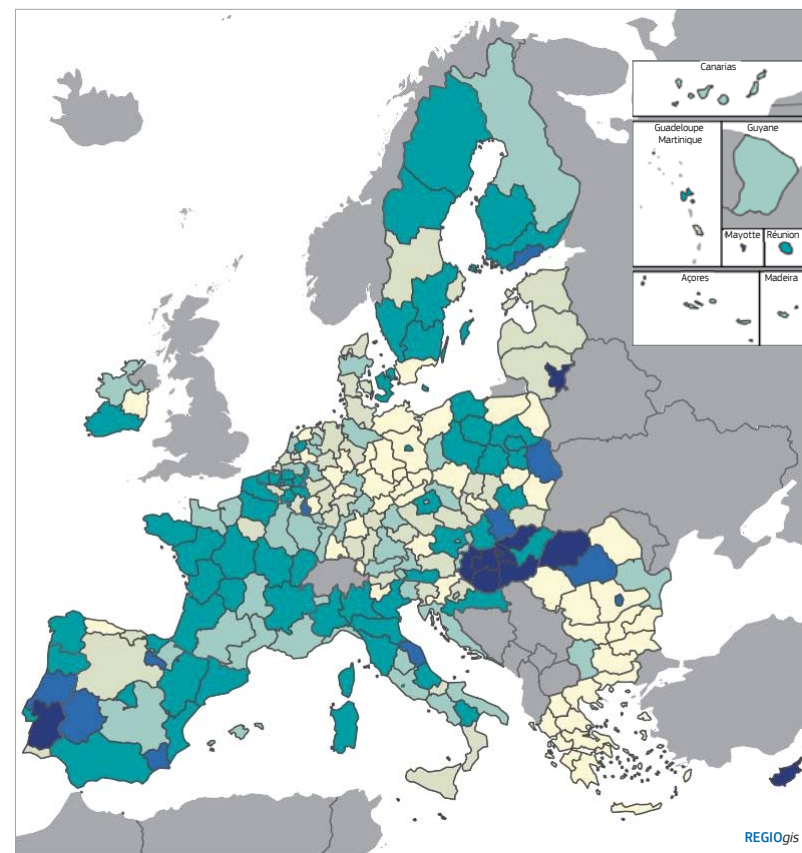 Canarias
Guadeloupe
Martinique
Guyane
Mayotte
Réunion
Açores
Madeira
REGIOgis